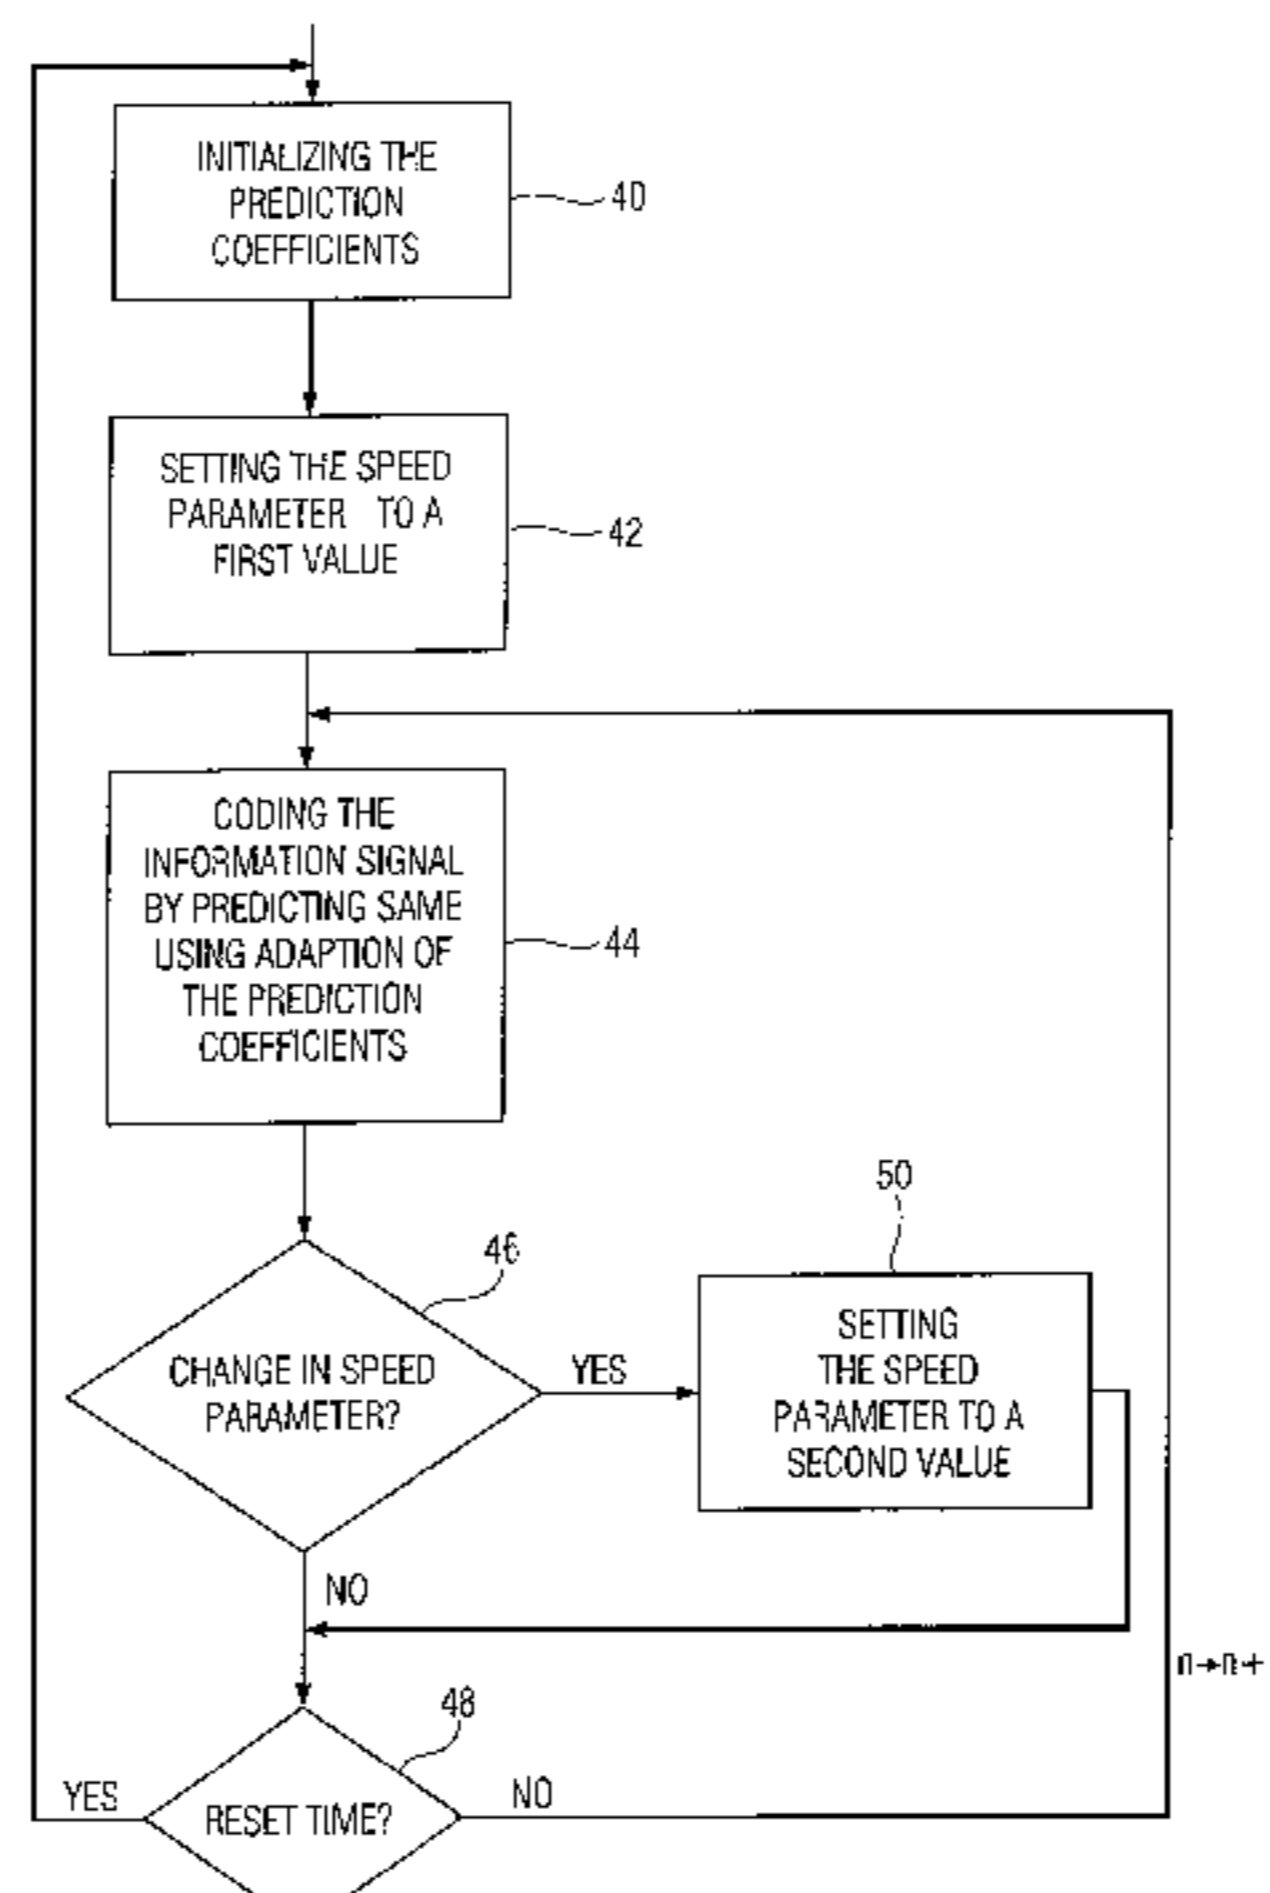 INITIALIZING THE
PREDICTION
COEFFICIENTS
40
SETTING THE SPEED
PARAMETER TO A
FIRST VALUE
42
CODING THE
INFORMATION SIGNAL
BY PREDICTING SAME
USING ADAPTION OF
THE PREDICTION
COEFFICIENTS
44
50
46
CHANGE IN SPEED
PARAMETER?
YES
SETTING
THE SPEED
PARAMETER TO A
SECOND VALUE
NO
n→n+
48
YES
RESET TIME?
NO